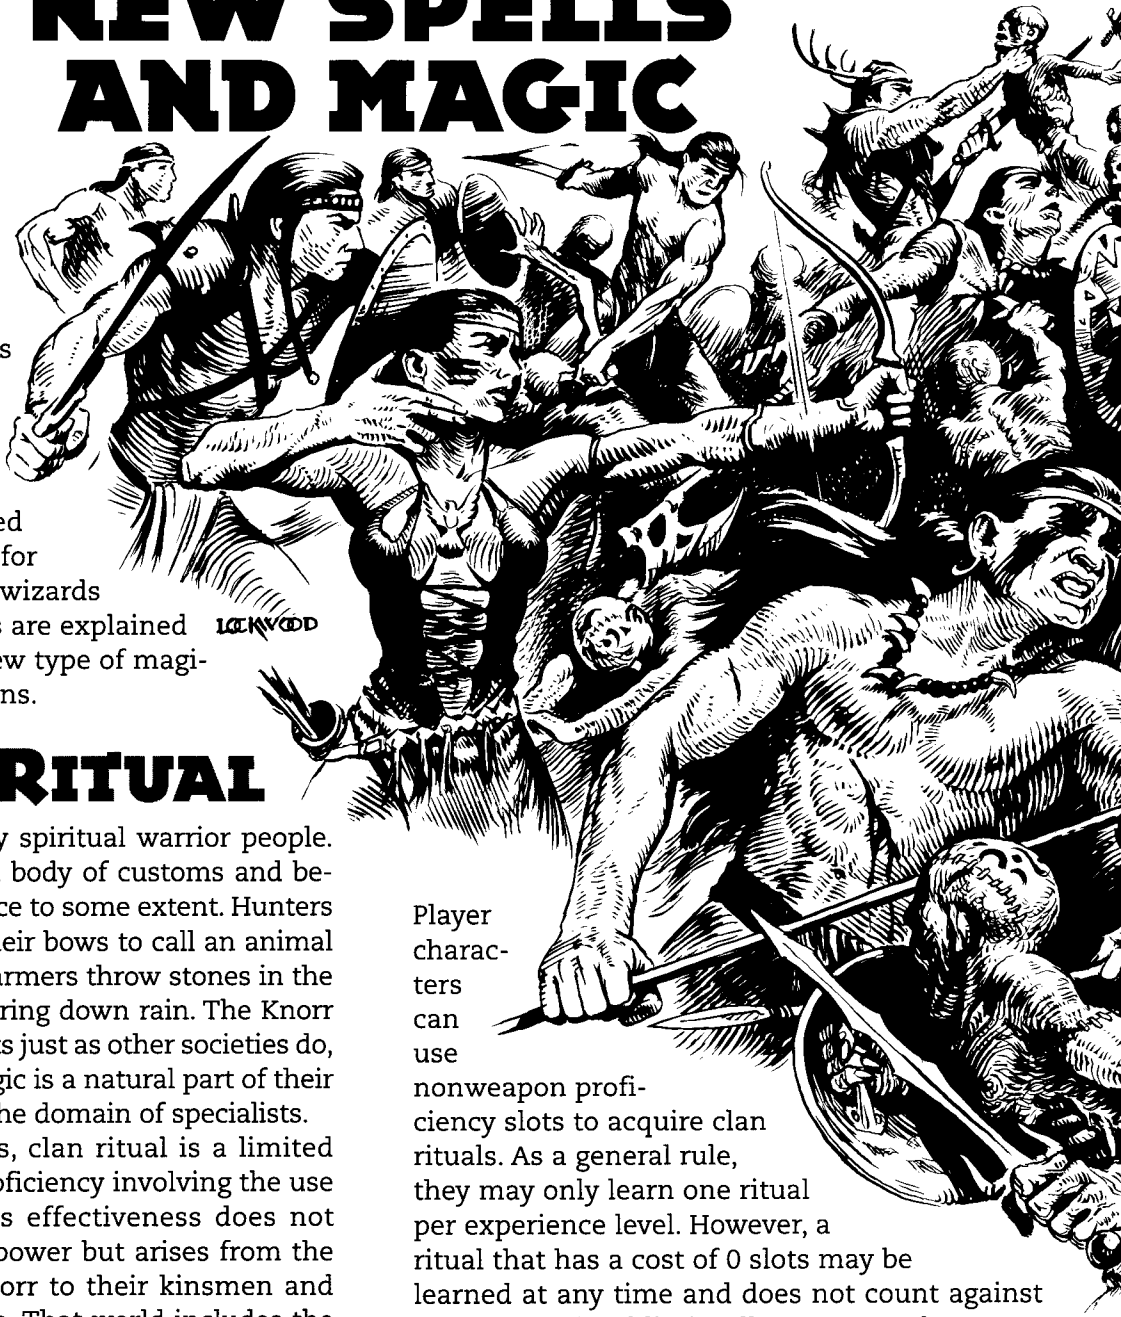 NEW SPELLS
AND MAGIC
s
ed
for
wizards
s are explained
LOCKWOOD
ew type of magi-
ns.
RITUAL
y spiritual warrior people.
body of customs and be-
ce to some extent. Hunters
eir bows to call an animal
armers throw stones in the
ring down rain. The Knorr
ts just as other societies do,
gic is a natural part of their
he domain of specialists.
s, clan ritual is a limited
oficiency involving the use
s effectiveness does not
power but arises from the
orr to their kinsmen and
That world includes the
Player
charac-
ters
can
use
nonweapon profi-
ciency slots to acquire clan
rituals. As a general rule,
they may only learn one ritual
per experience level. However, a
ritual that has a cost of 0 slots may be
learned at any time and does not count against